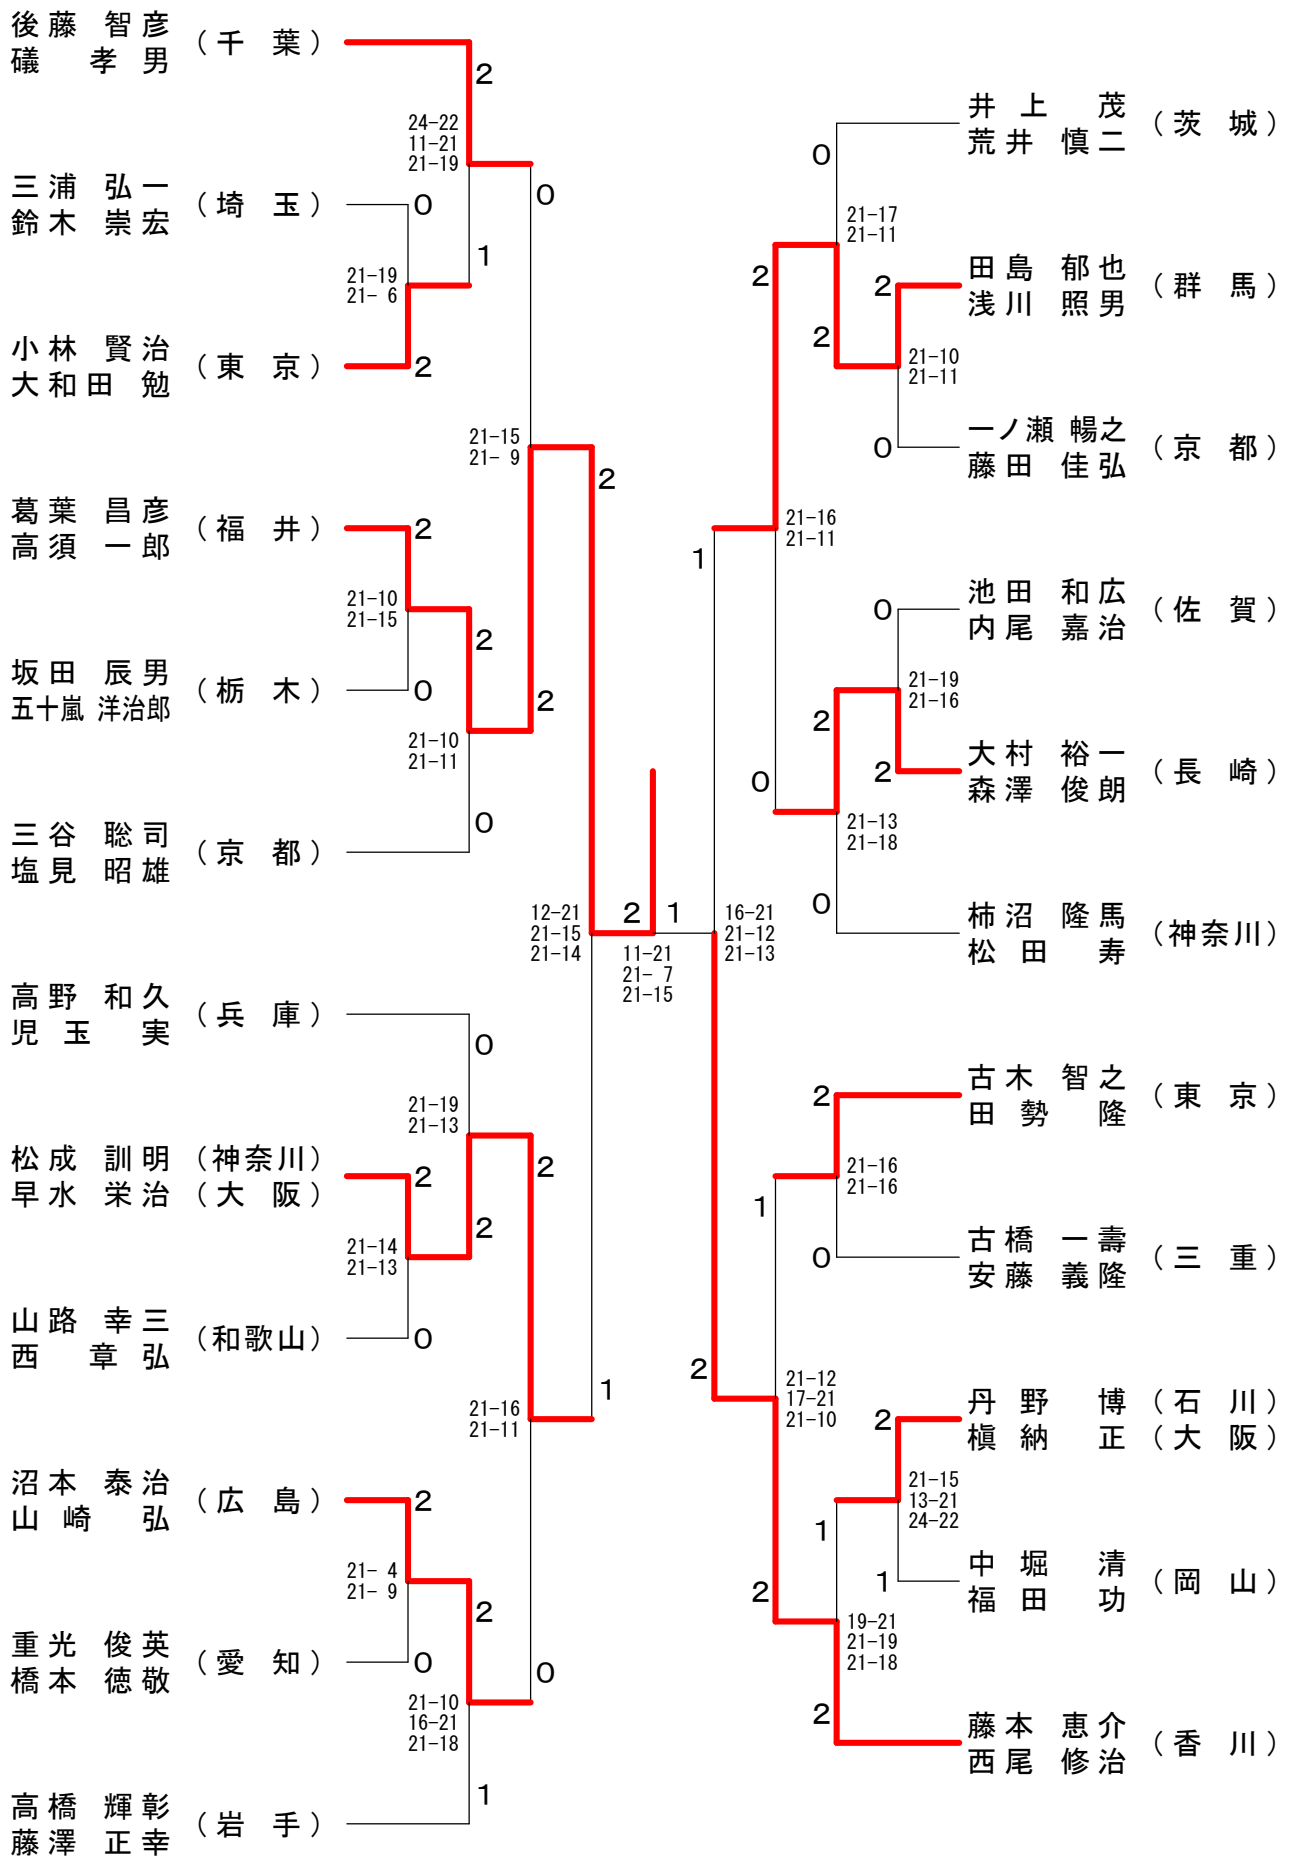 後藤 智彦
礒 孝男
（千 葉）
2
24-22
11-21
21-19
0
三浦 弘一
鈴木 崇宏
（埼 玉）
0
1
21-19
21- 6
小林 賢治
大和田 勉
（東 京）
2
21-15
21- 9
2
葛葉 昌彦
高須 一郎
（福 井）
2
21-10
21-15
2
坂田 辰男
五十嵐 洋治郎
（栃 木）
0
2
21-10
21-11
三谷 聡司
塩見 昭雄
（京 都）
0
12-21
21-15
21-14
2
1
11-21
21- 7
21-15
高野 和久
児玉 実
（兵 庫）
0
21-19
21-13
松成 訓明
早水 栄治
（神奈川）
（大 阪）
2
2
2
21-14
21-13
山路 幸三
西 章弘
（和歌山）
0
1
21-16
21-11
沼本 泰治
山崎 弘
（広 島）
2
21- 4
21- 9
2
重光 俊英
橋本 徳敬
（愛 知）
0
0
21-10
16-21
21-18
高橋 輝彰
藤澤 正幸
（岩 手）
1
井上 茂
荒井 慎二
（茨 城）
0
21-17
21-11
2
田島 郁也
浅川 照男
（群 馬）
2
2
21-10
21-11
一ノ瀬 暢之
藤田 佳弘
（京 都）
0
1
21-16
21-11
池田 和広
内尾 嘉治
（佐 賀）
0
21-19
21-16
2
大村 裕一
森澤 俊朗
（長 崎）
2
0
21-13
21-18
柿沼 隆馬
松田 寿
（神奈川）
0
16-21
21-12
21-13
古木 智之
田勢 隆
（東 京）
2
21-16
21-16
1
古橋 一壽
安藤 義隆
（三 重）
0
2
21-12
17-21
21-10
丹野 博
槇納 正
（石 川）
（大 阪）
2
21-15
13-21
24-22
1
中堀 清
福田 功
（岡 山）
1
2
19-21
21-19
21-18
藤本 恵介
西尾 修治
（香 川）
2